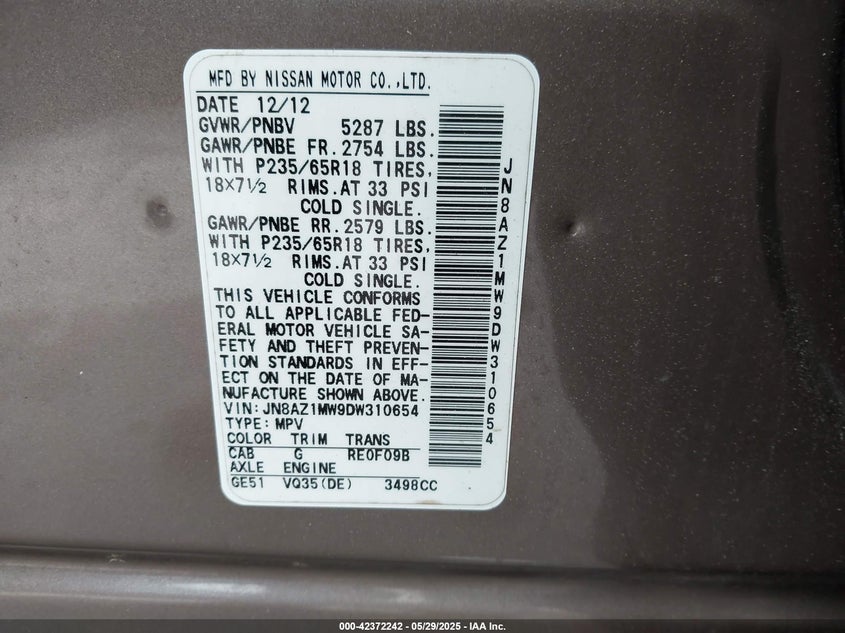 MFD BY NISSAN MOTOR CO.,LTD.
DATE 12/12
GVWR/PNBV 5287 LBS.
GAWR/PNBE FR. 2754 LBS.
WITH P235/65R18 TIRES,
18×7½ RIMS. AT 33 PSI
COLD SINGLE.
GAWR/PNBE RR. 2579 LBS.
WITH P235/65R18 TIRES,
18×7½ RIMS. AT 33 PSI
COLD SINGLE.
THIS VEHICLE CONFORMS
TO ALL APPLICABLE FED-
ERAL MOTOR VEHICLE SA-
FETY AND THEFT PREVEN-
TION STANDARDS IN EFF-
ECT ON THE DATE OF MA-
NUFACTURE SHOWN ABOVE.
VIN: JN8AZ1MW9DW310654
TYPE: MPV
COLOR TRIM TRANS
CAB G RE0F09B
AXLE ENGINE
GE51 VQ35(DE) 3498CC
JN8AZ1MW9DW310654
000-42372242 - 05/29/2025 - IAA Inc.